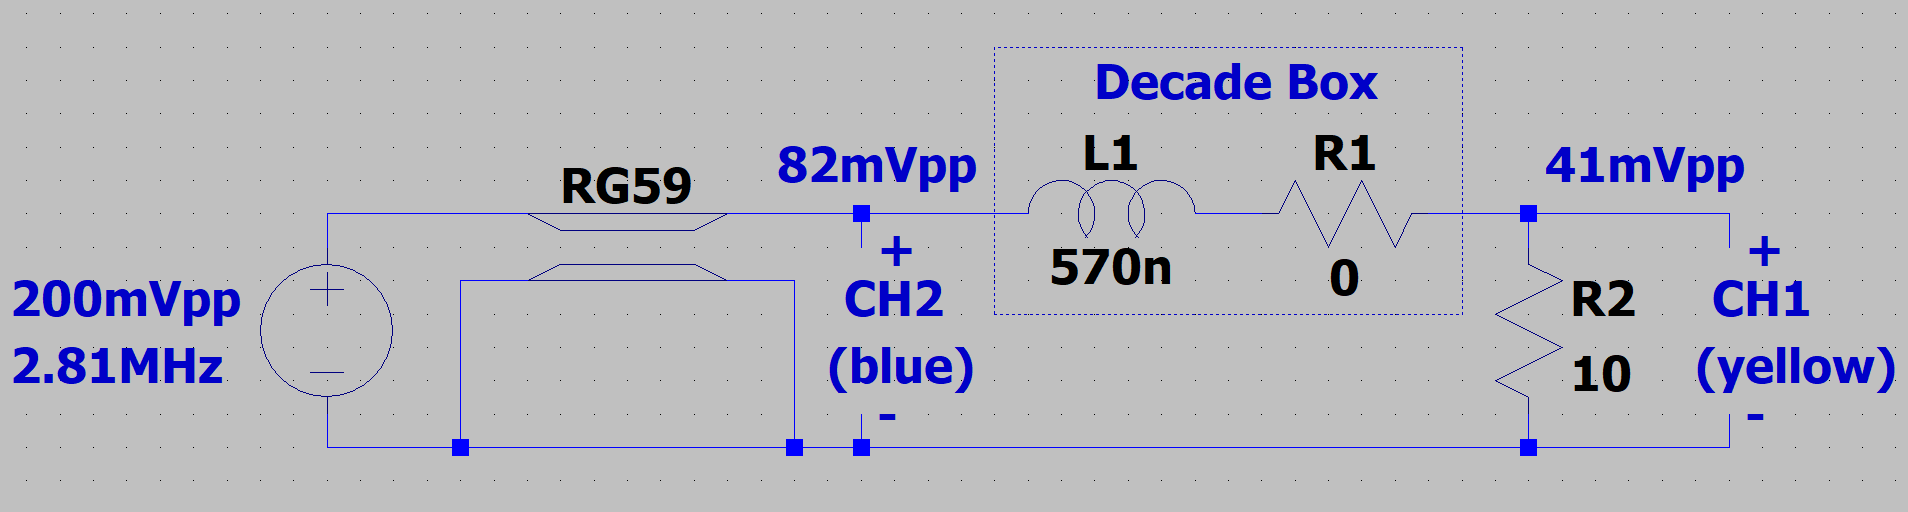 Decade Box
RG59
82mVpp
L1
R1
41mVpp
570n
0
200mVpp
2.81MHz
+
-
+
CH2
(blue)
-
R2
10
+
CH1
(yellow)
-